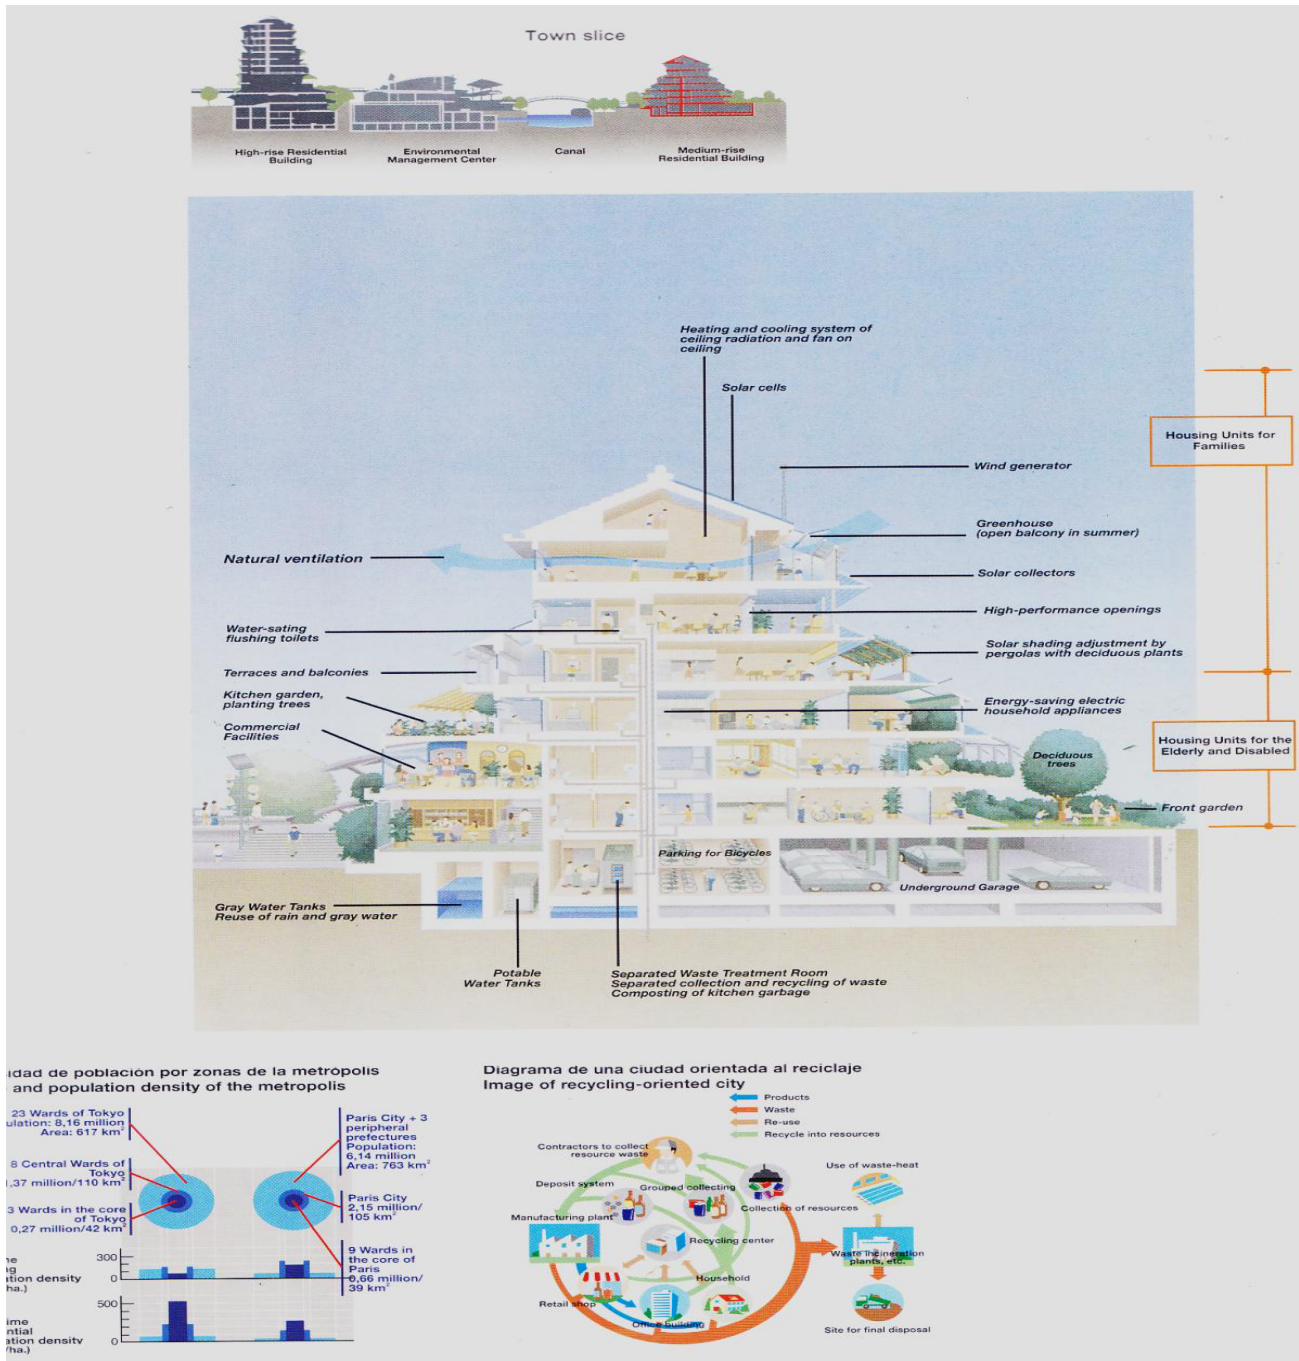 Town slice
High-rise Residential
Building
Environmental
Management Center
Canal
Medium-rise
Residential Building
Heating and cooling system of
ceiling radiation and fan on
ceiling
Solar cells
Housing Units for
Families
Wind generator
Greenhouse
(open balcony in summer)
Natural ventilation
Solar collectors
High-performance openings
Water-sating
flushing toilets
Solar shading adjustment by
pergolas with deciduous plants
Terraces and balconies
Kitchen garden,
planting trees
Energy-saving electric
household appliances
Commercial
Facilities
Housing Units for the
Elderly and Disabled
Deciduous
trees
Front garden
Parking for Bicycles
Underground Garage
Gray Water Tanks
Reuse of rain and gray water
Potable
Water Tanks
Separated Waste Treatment Room
Separated collection and recycling of waste
Composting of kitchen garbage
sidad de población por zonas de la metrópolis
and population density of the metropolis
23 Wards of Tokyo
ulation: 8,16 million
Area: 617 km²
8 Central Wards of
Tokyo
1,37 million/110 km²
3 Wards in the core
of Tokyo
0,27 million/42 km²
Paris City + 3
peripheral
prefectures
Population:
6,14 million
Area: 763 km²
Paris City
2,15 million/
105 km²
9 Wards in
the core of
Paris
0,66 million/
39 km²
300
0
me
ng
ation density
ha.)
500
0
ime
ential
ation density
/ha.)
Diagrama de una ciudad orientada al reciclaje
Image of recycling-oriented city
Products
Waste
Re-use
Recycle into resources
Contractors to collect
resource waste
Deposit system
Grouped collecting
Collection of resources
Use of waste-heat
Manufacturing plant
Recycling center
Waste incineration
plants, etc.
Household
Retail shop
Office building
Site for final disposal